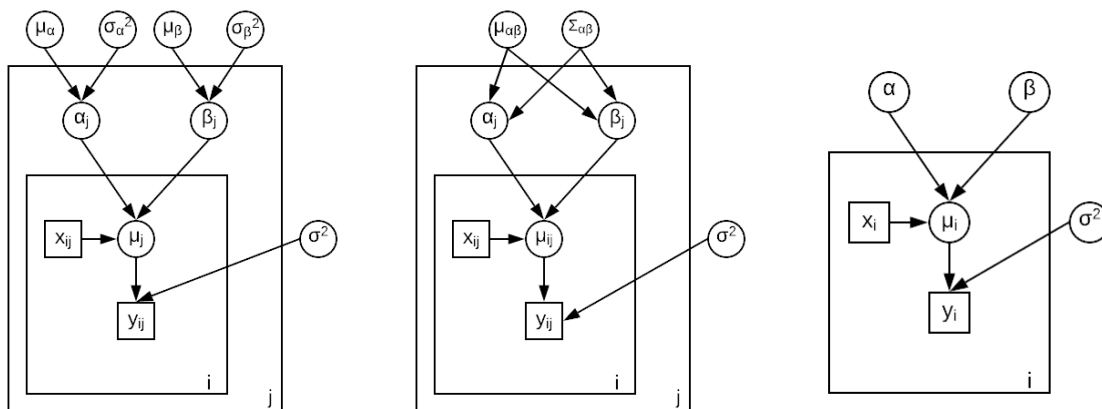 μα σα² μβ σβ²
αj βj
xij μj σ²
yij
i
j
μαβ Σαβ
αj βj
xij μij σ²
yij
i
j
α β
xi μi σ²
yi
i